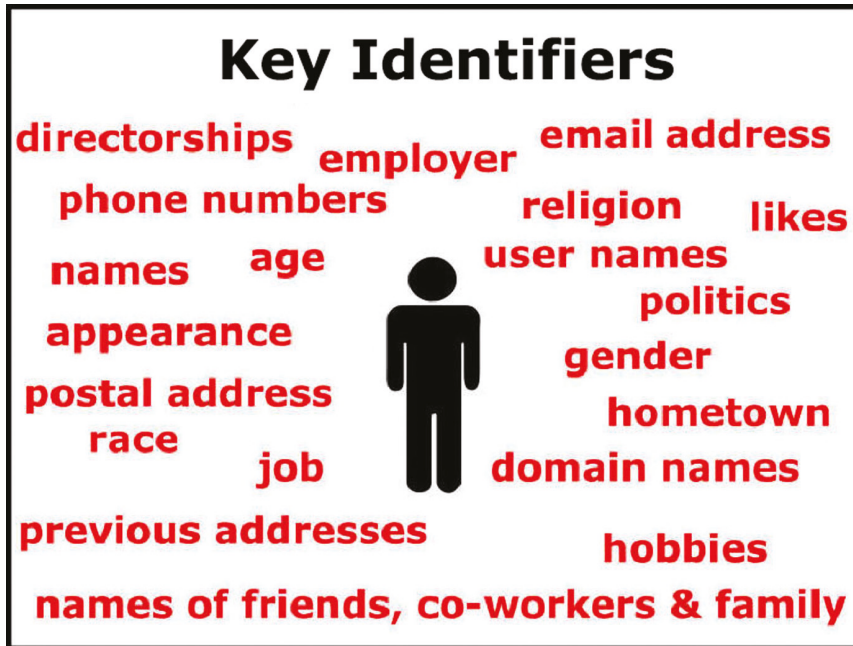 Key Identifiers
directorships
employer
email address
phone numbers
religion
likes
names
age
user names
politics
appearance
gender
postal address
hometown
race
job
domain names
previous addresses
hobbies
names of friends, co-workers & family